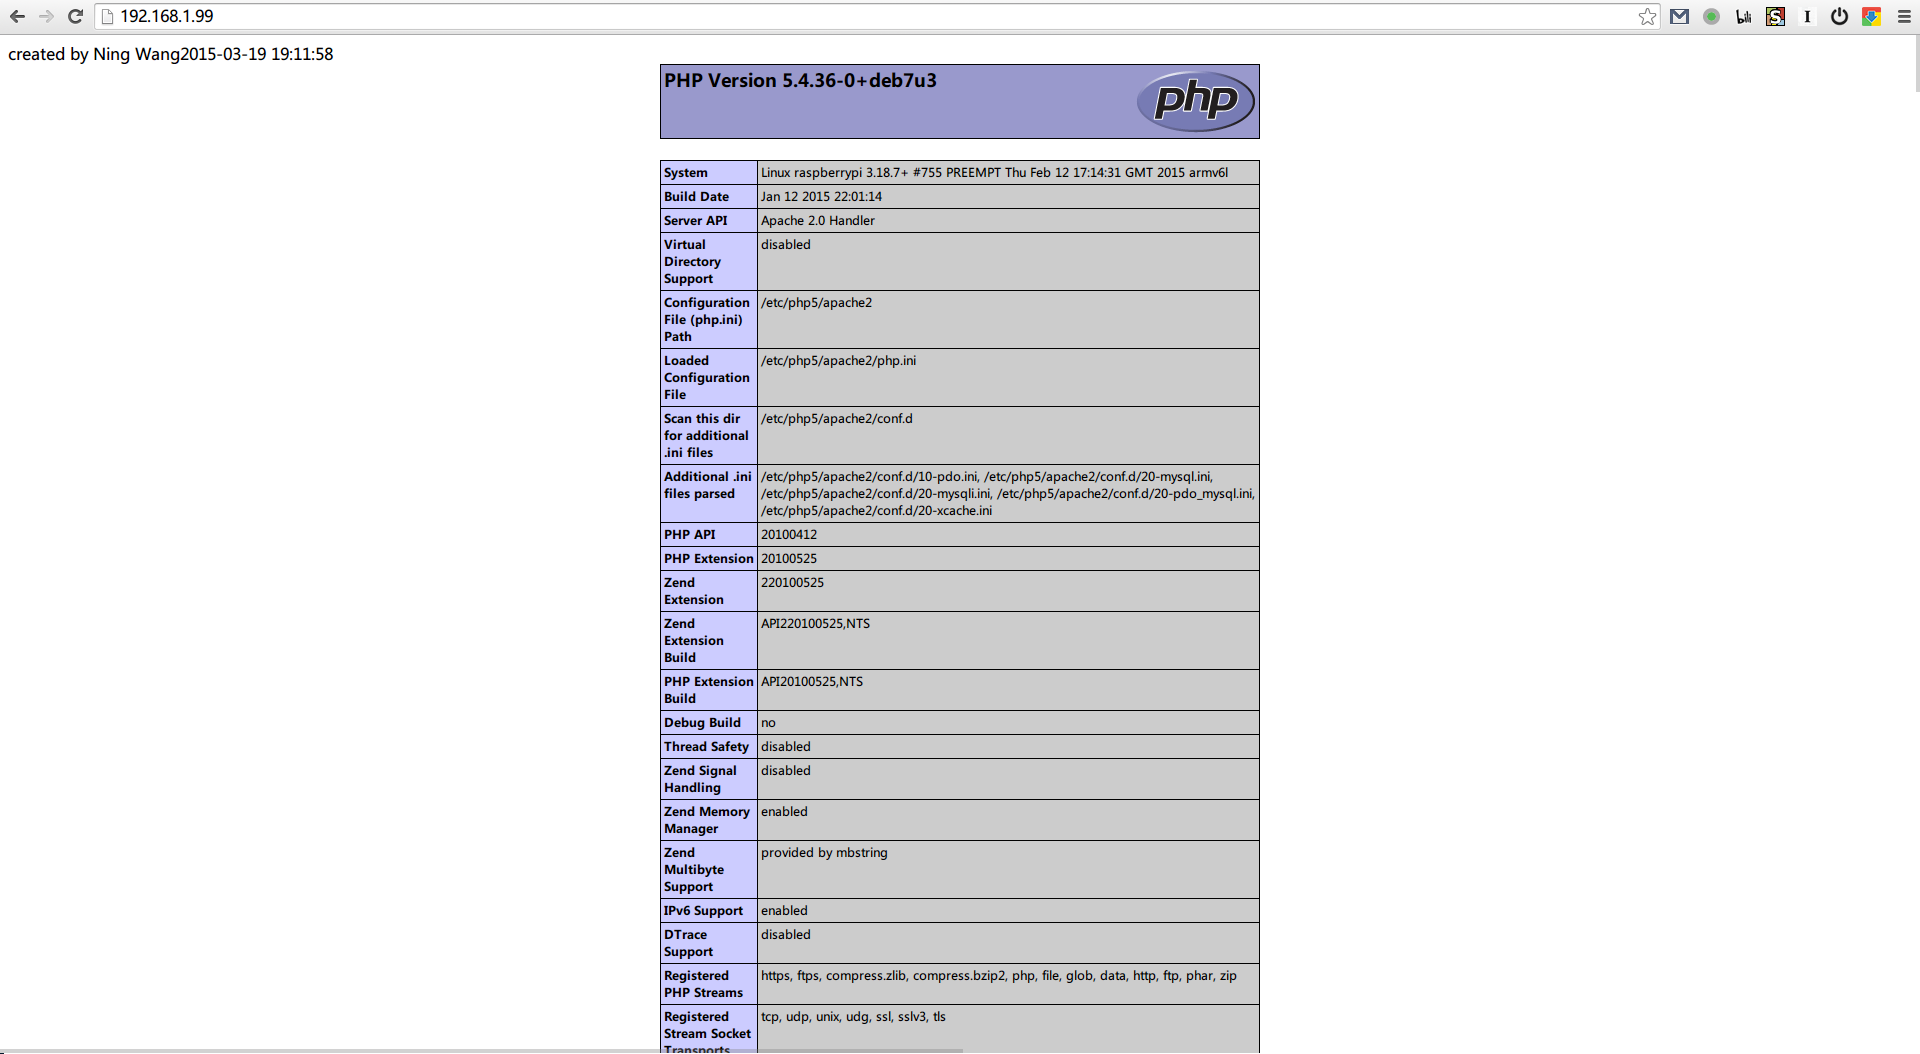 192.168.1.99
created by Ning Wang2015-03-19 19:11:58
PHP Version 5.4.36-0+deb7u3
php
System
Linux raspberrypi 3.18.7+ #755 PREEMPT Thu Feb 12 17:14:31 GMT 2015 armv6l
Build Date
Jan 12 2015 22:01:14
Server API
Apache 2.0 Handler
Virtual
Directory
Support
disabled
Configuration
File (php.ini)
Path
/etc/php5/apache2
Loaded
Configuration
File
/etc/php5/apache2/php.ini
Scan this dir
for additional
.ini files
/etc/php5/apache2/conf.d
Additional .ini
files parsed
/etc/php5/apache2/conf.d/10-pdo.ini, /etc/php5/apache2/conf.d/20-mysql.ini,
/etc/php5/apache2/conf.d/20-mysqli.ini, /etc/php5/apache2/conf.d/20-pdo_mysql.ini,
/etc/php5/apache2/conf.d/20-xcache.ini
PHP API
20100412
PHP Extension
20100525
Zend
Extension
220100525
Zend
Extension
Build
API220100525,NTS
PHP Extension
Build
API20100525,NTS
Debug Build
no
Thread Safety
disabled
Zend Signal
Handling
disabled
Zend Memory
Manager
enabled
Zend
Multibyte
Support
provided by mbstring
IPv6 Support
enabled
DTrace
Support
disabled
Registered
PHP Streams
https, ftps, compress.zlib, compress.bzip2, php, file, glob, data, http, ftp, phar, zip
Registered
Stream Socket
Transports
tcp, udp, unix, udg, ssl, sslv3, tls